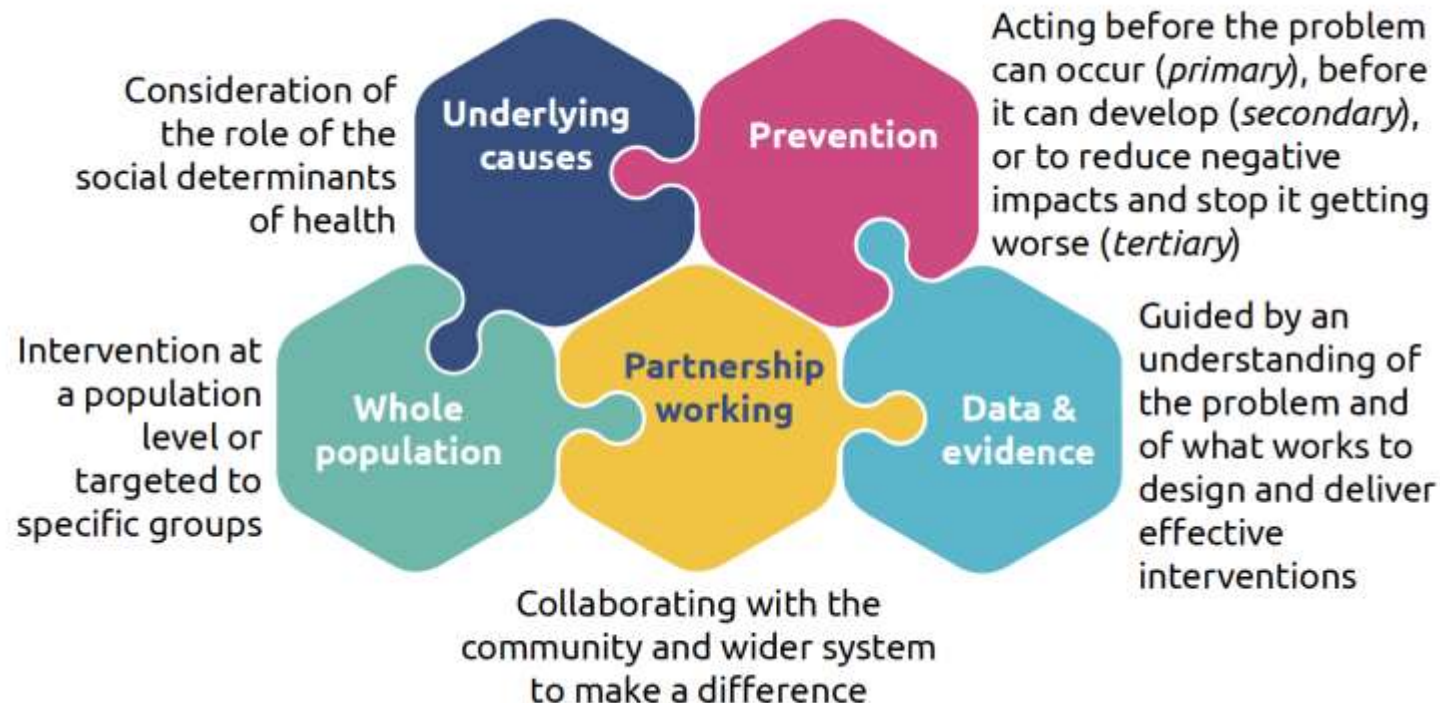 Underlying
causes
Consideration of
the role of the
social determinants
of health
Prevention
Acting before the problem
can occur (primary), before
it can develop (secondary),
or to reduce negative
impacts and stop it getting
worse (tertiary)
Whole
population
Intervention at
a population
level or
targeted to
specific groups
Partnership
working
Collaborating with the
community and wider system
to make a difference
Data &
evidence
Guided by an
understanding of
the problem and
of what works to
design and deliver
effective
interventions